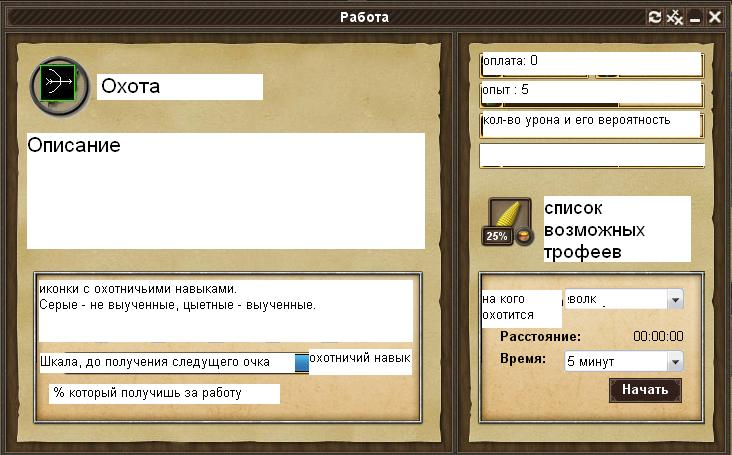 Работа
Охота
Описание
иконки с охотничьими навыками.
Серые - не выученные, цыетные - выученные.
Шкала, до получения следущего очка
охотничий навык
% который получишь за работу
оплата: 0
опыт : 5
кол-во урона и его вероятность
25%
список
возможных
трофеев
на кого
охотится
волк
Расстояние: 00:00:00
Время: 5 минут
Начать